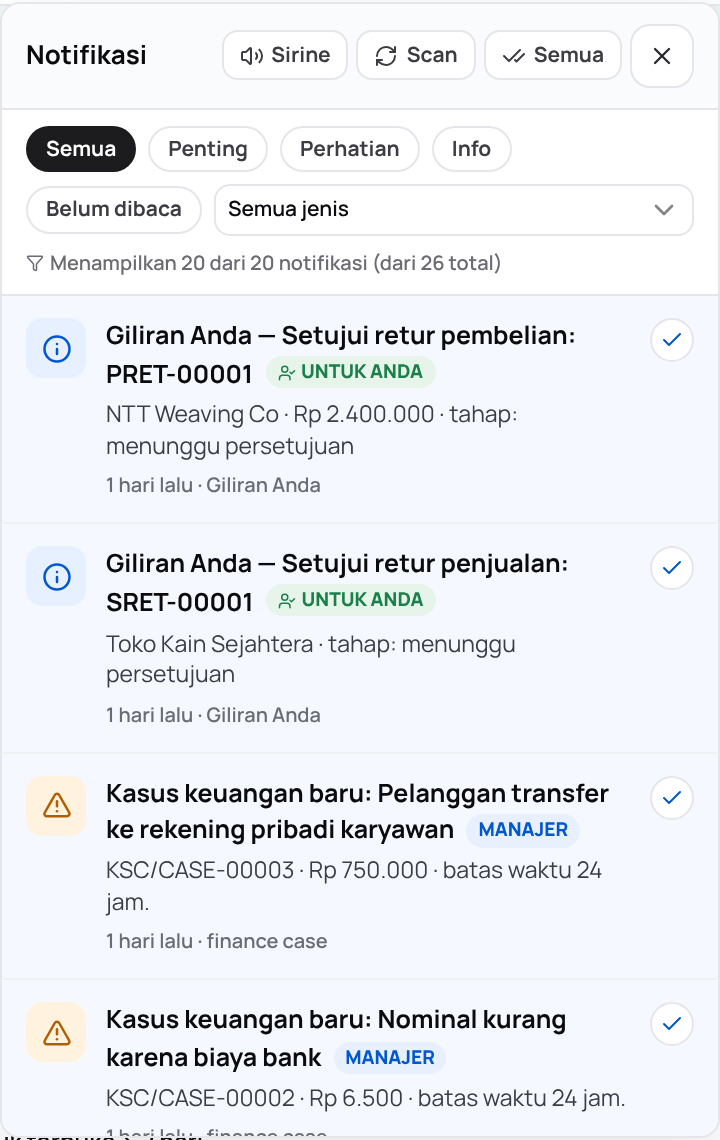 Notifikasi
Sirine
Scan
Semua
Semua
Penting
Perhatian
Info
Belum dibaca
Semua jenis
Menampilkan 20 dari 20 notifikasi (dari 26 total)
Giliran Anda — Setujui retur pembelian:
PRET-00001 UNTUK ANDA
NTT Weaving Co · Rp 2.400.000 · tahap:
menunggu persetujuan
1 hari lalu · Giliran Anda
Giliran Anda — Setujui retur penjualan:
SRET-00001 UNTUK ANDA
Toko Kain Sejahtera · tahap: menunggu
persetujuan
1 hari lalu · Giliran Anda
Kasus keuangan baru: Pelanggan transfer
ke rekening pribadi karyawan MANAJER
KSC/CASE-00003 · Rp 750.000 · batas waktu 24
jam.
1 hari lalu · finance case
Kasus keuangan baru: Nominal kurang
karena biaya bank MANAJER
KSC/CASE-00002 · Rp 6.500 · batas waktu 24 jam.
1 hari lalu · finance case